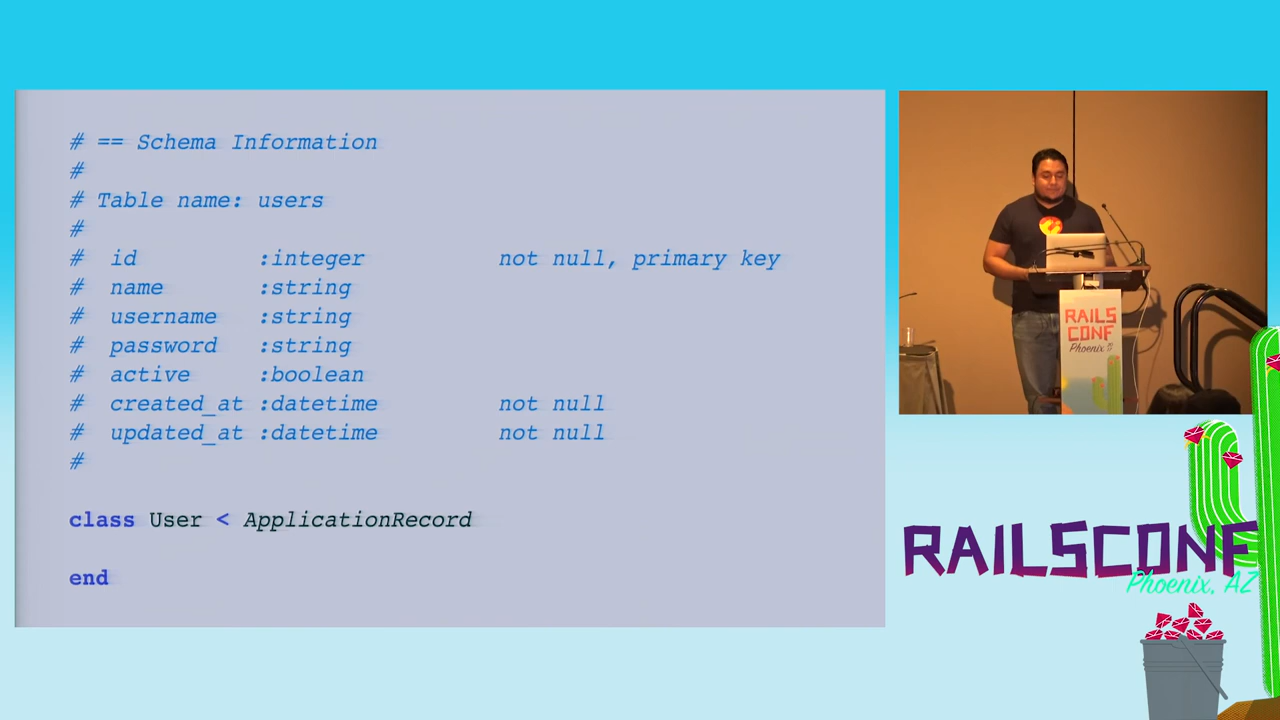 # == Schema Information
#
# Table name: users
#
#  id         :integer          not null, primary key
#  name       :string
#  username   :string
#  password   :string
#  active     :boolean
#  created_at :datetime         not null
#  updated_at :datetime         not null
#
class User < ApplicationRecord
end
RAILS
CONF
Phoenix
RAILSCONF
Phoenix, AZ